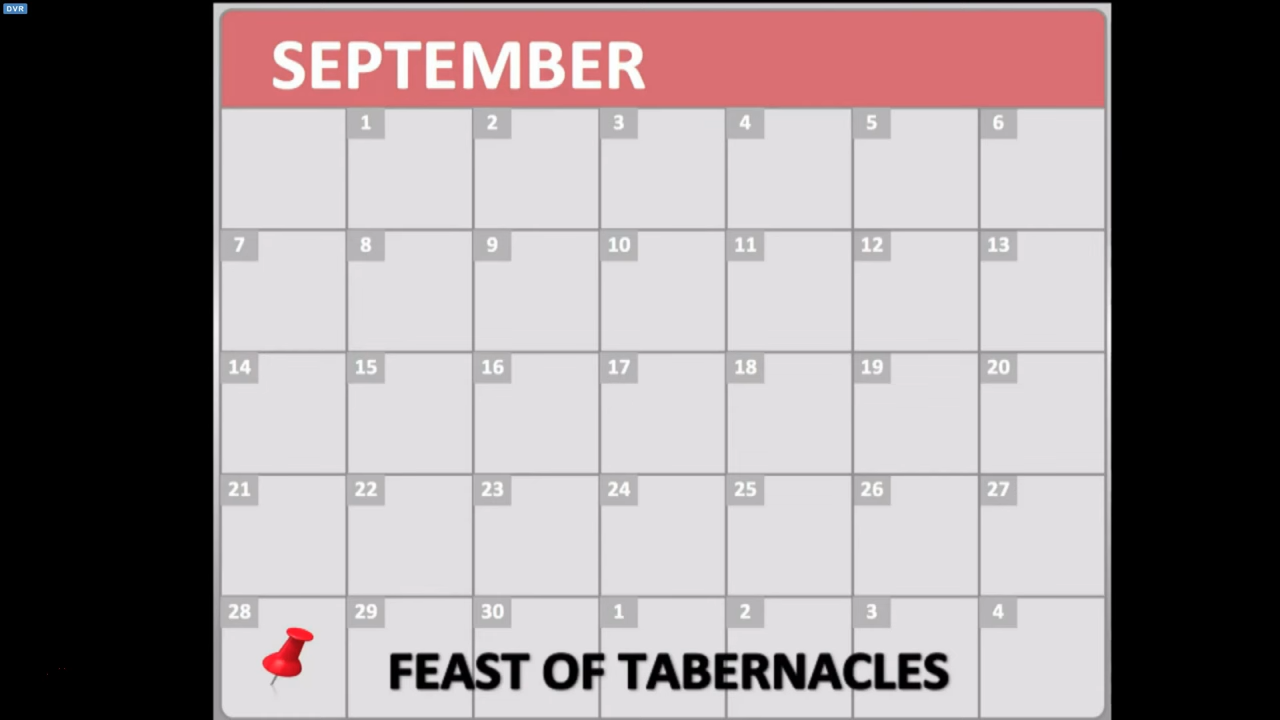 DVR
SEPTEMBER
1 2 3 4 5 6
7 8 9 10 11 12 13
14 15 16 17 18 19 20
21 22 23 24 25 26 27
28 29 30 1 2 3 4
FEAST OF TABERNACLES